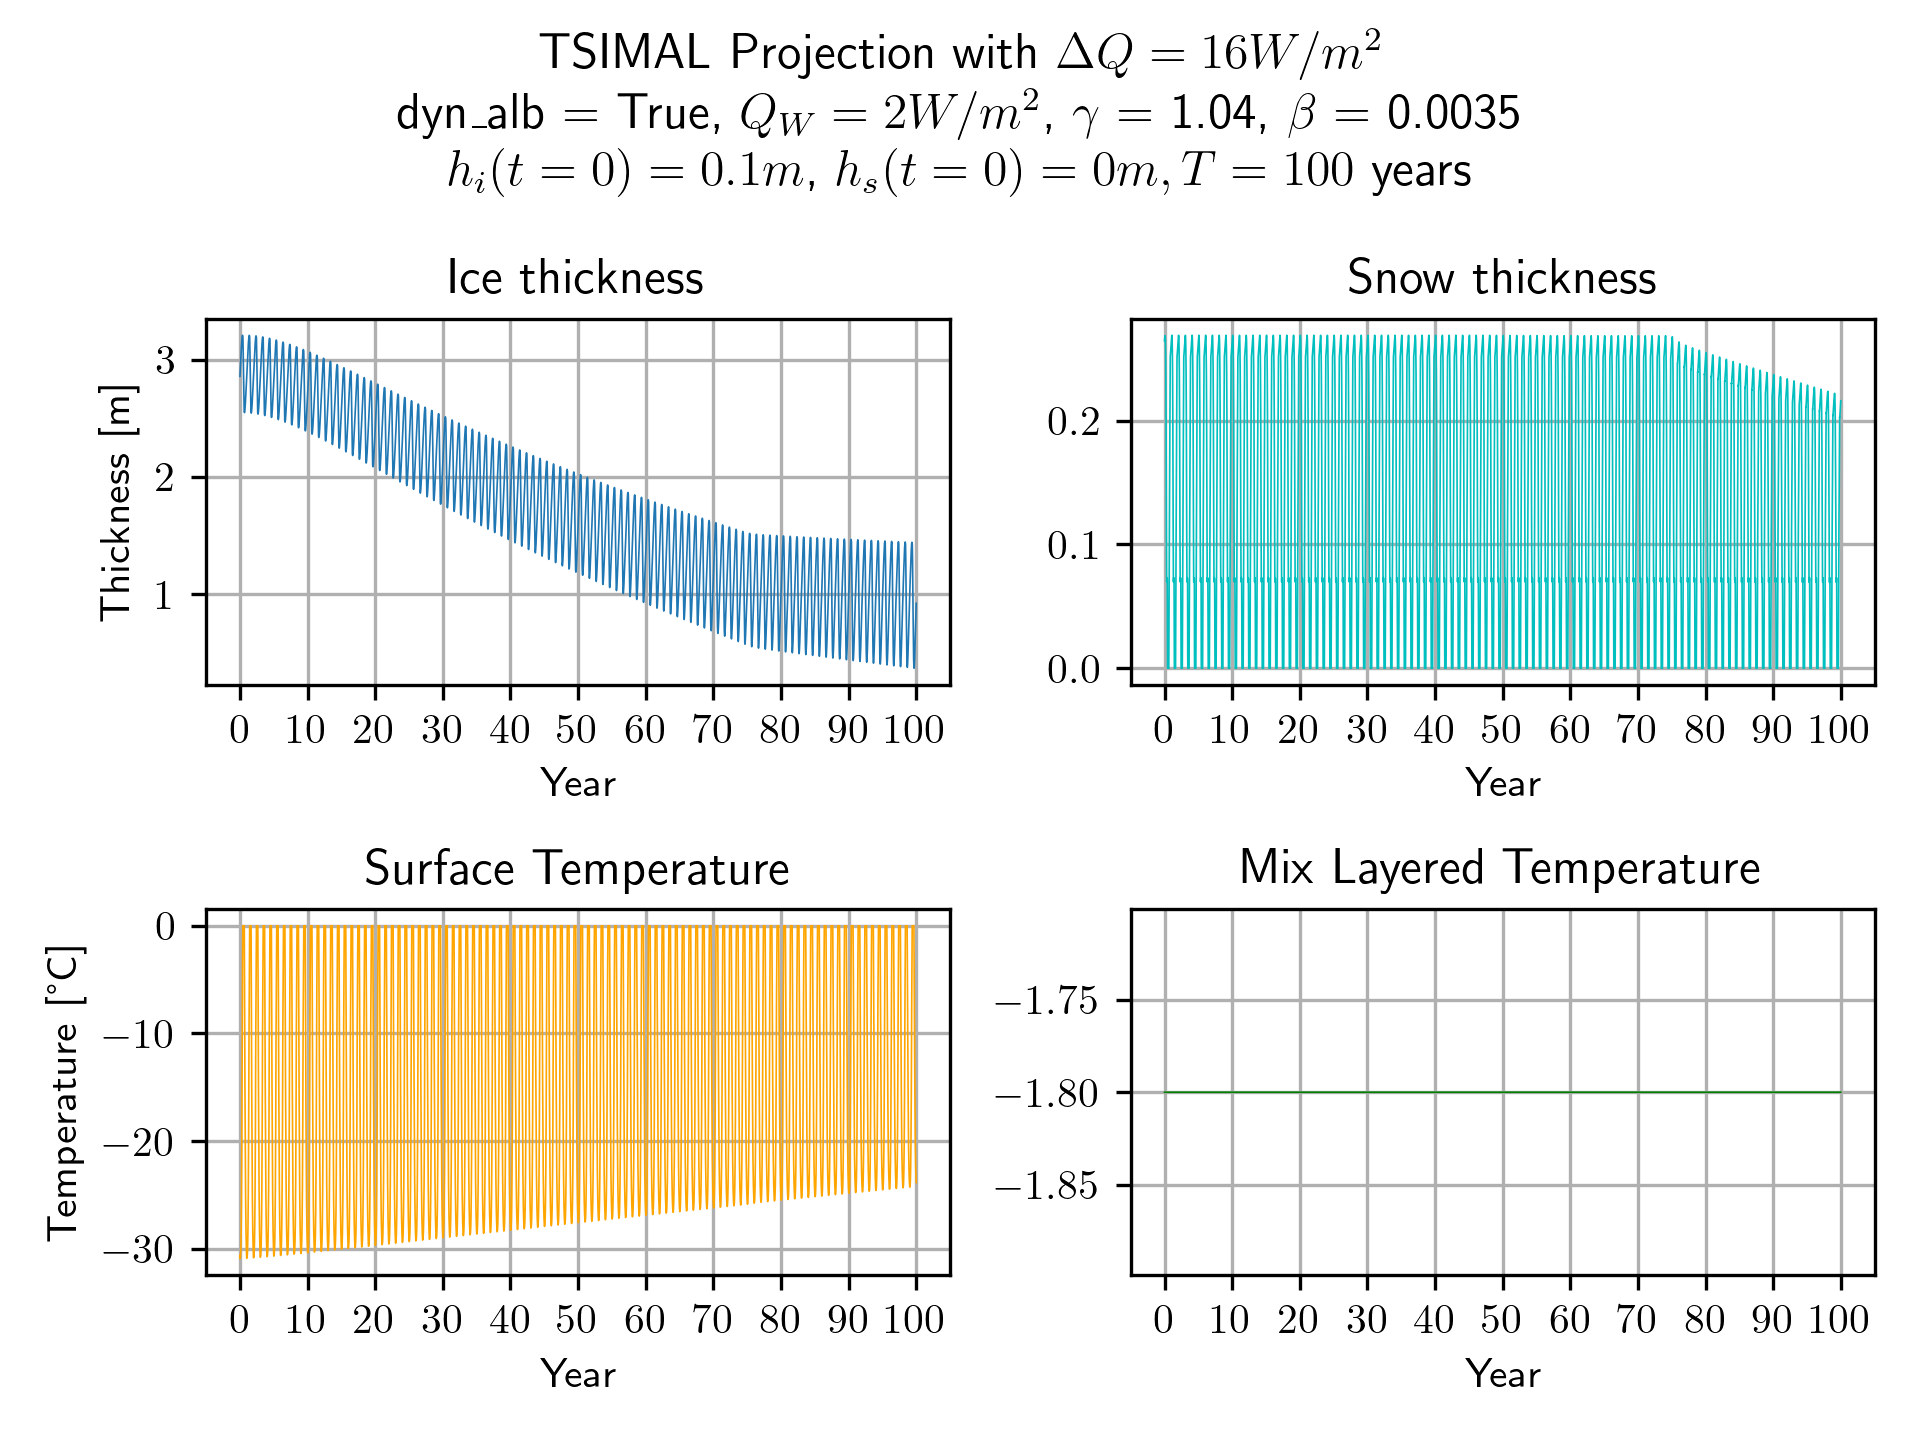 TSIMAL Projection with ΔQ = 16W/m²
dyn_alb = True, Q_W = 2W/m², γ = 1.04, β = 0.0035
h_i(t = 0) = 0.1m, h_s(t = 0) = 0m, T = 100 years
Ice thickness
Thickness [m]
3
2
1
0 10 20 30 40 50 60 70 80 90 100
Year
Snow thickness
0.2
0.1
0.0
0 10 20 30 40 50 60 70 80 90 100
Year
Surface Temperature
Temperature [°C]
0
−10
−20
−30
0 10 20 30 40 50 60 70 80 90 100
Year
Mix Layered Temperature
−1.75
−1.80
−1.85
0 10 20 30 40 50 60 70 80 90 100
Year